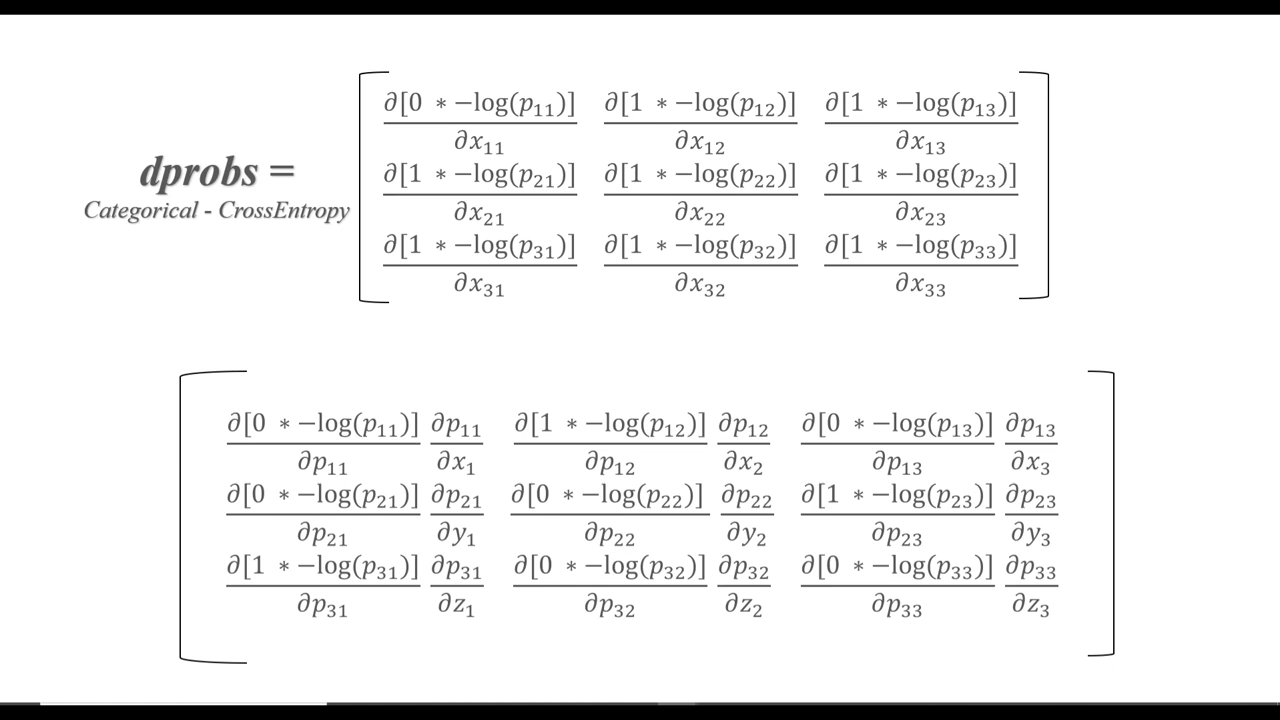 ∂[0 ∗−log(p₁₁)] ∂[1 ∗−log(p₁₂)] ∂[1 ∗−log(p₁₃)]
∂x₁₁ ∂x₁₂ ∂x₁₃
dprobs =
∂[1 ∗−log(p₂₁)] ∂[1 ∗−log(p₂₂)] ∂[1 ∗−log(p₂₃)]
Categorical - CrossEntropy
∂x₂₁ ∂x₂₂ ∂x₂₃
∂[1 ∗−log(p₃₁)] ∂[1 ∗−log(p₃₂)] ∂[1 ∗−log(p₃₃)]
∂x₃₁ ∂x₃₂ ∂x₃₃
∂[0 ∗−log(p₁₁)] ∂p₁₁ ∂[1 ∗−log(p₁₂)] ∂p₁₂ ∂[0 ∗−log(p₁₃)] ∂p₁₃
∂p₁₁ ∂x₁ ∂p₁₂ ∂x₂ ∂p₁₃ ∂x₃
∂[0 ∗−log(p₂₁)] ∂p₂₁ ∂[0 ∗−log(p₂₂)] ∂p₂₂ ∂[1 ∗−log(p₂₃)] ∂p₂₃
∂p₂₁ ∂y₁ ∂p₂₂ ∂y₂ ∂p₂₃ ∂y₃
∂[1 ∗−log(p₃₁)] ∂p₃₁ ∂[0 ∗−log(p₃₂)] ∂p₃₂ ∂[0 ∗−log(p₃₃)] ∂p₃₃
∂p₃₁ ∂z₁ ∂p₃₂ ∂z₂ ∂p₃₃ ∂z₃